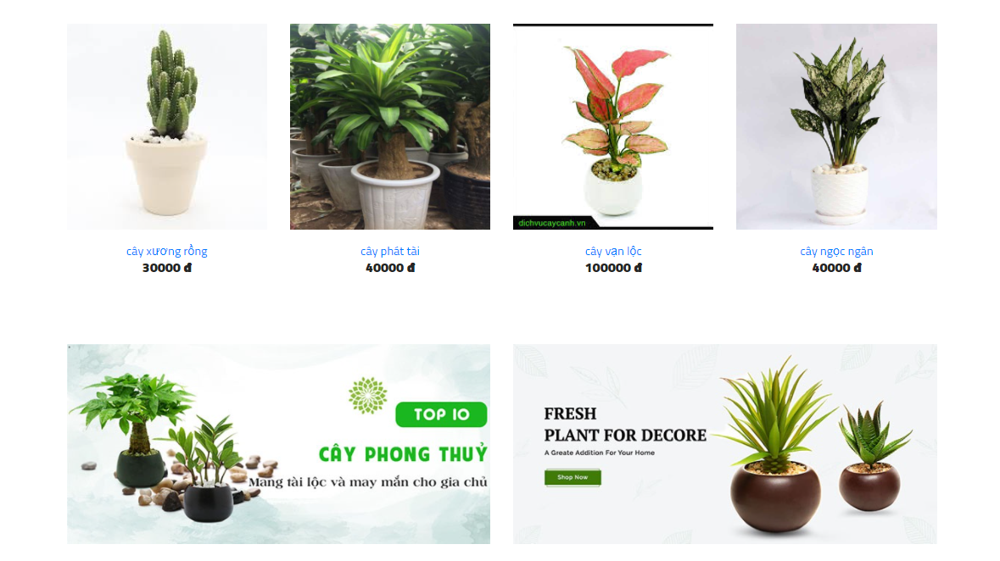 dichvucaycanh.vn
cây xương rồng
30000 đ
cây phát tài
40000 đ
cây vạn lộc
100000 đ
cây ngọc ngân
40000 đ
TOP 10
CÂY PHONG THUỶ
Mang tài lộc và may mắn cho gia chủ
FRESH
PLANT FOR DECORE
A Greate Addition For Your Home
Shop Now